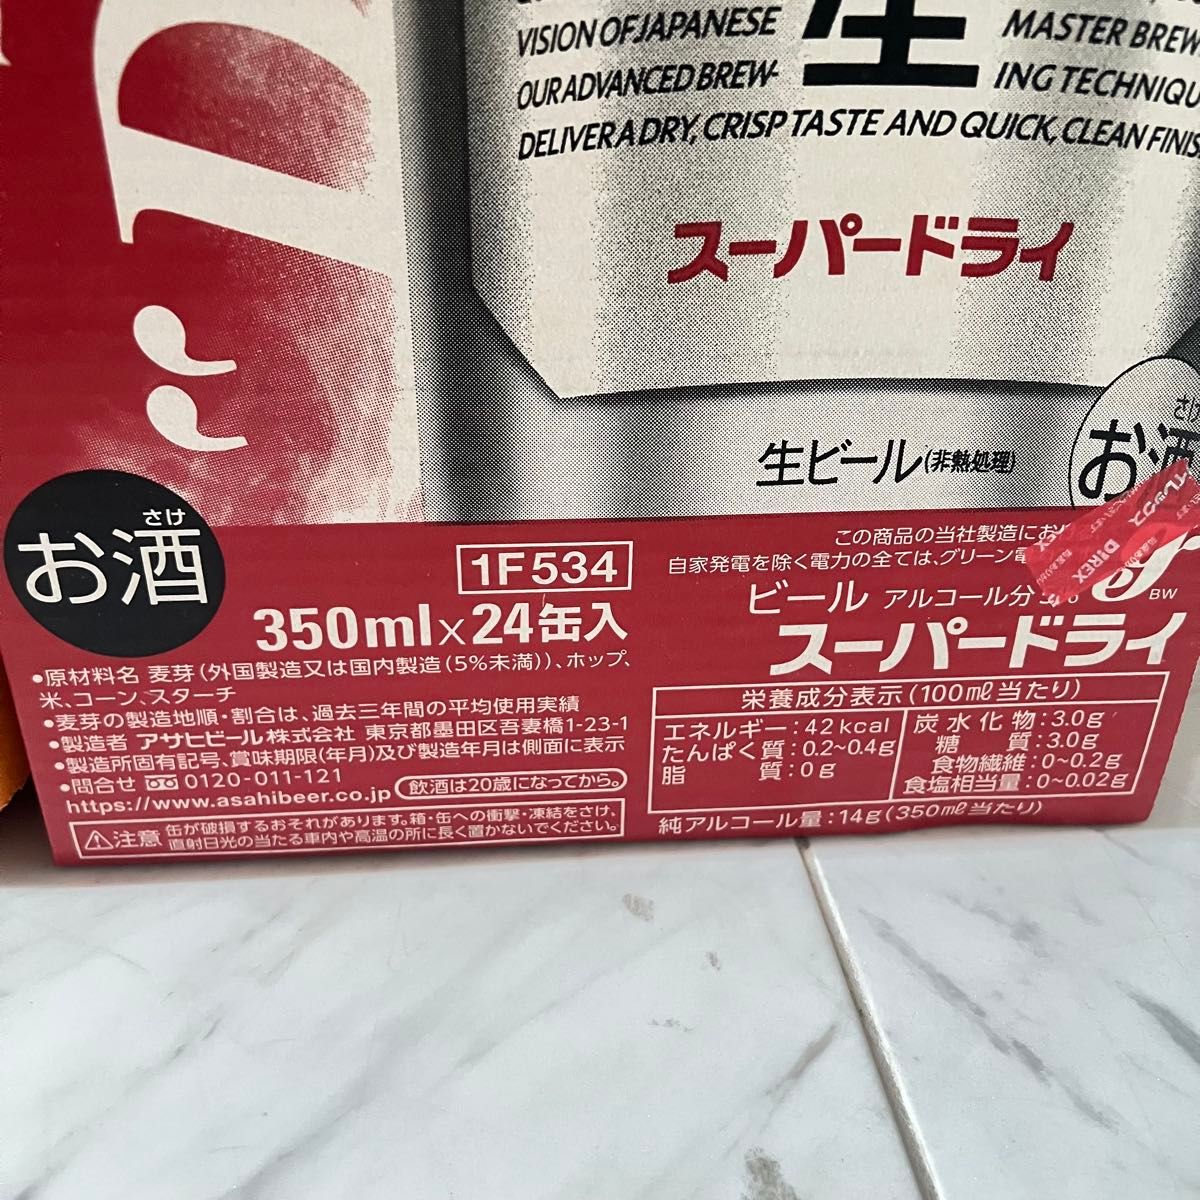 VISION OF JAPANESE
生
MASTER BREW
OUR ADVANCED BREW-
ING TECHNIQU
DELIVER A DRY, CRISP TASTE AND QUICK, CLEAN FINIS
スーパードライ
生ビール(非熱処理)
さけ
お酒
さけ
お酒
イレックス
DIREX
1F534
350ml×24缶入
この商品の当社製造にお
自家発電を除く電力の全ては、グリーン電
ビール アルコール分
BW
スーパードライ
●原材料名 麦芽(外国製造又は国内製造(5%未満))、ホップ、
米、コーン、スターチ
●麦芽の製造地順・割合は、過去三年間の平均使用実績
●製造者 アサヒビール株式会社 東京都墨田区吾妻橋1-23-1
●製造所固有記号、賞味期限(年月)及び製造年月は側面に表示
●問合せ 0120-011-121
https://www.asahibeer.co.jp
飲酒は20歳になってから。
注意 缶が破損するおそれがあります。箱・缶への衝撃・凍結をさけ、
直射日光の当たる車内や高温の所に長く置かないでください。
栄養成分表示(100mℓ当たり)
エネルギー:42kcal
たんぱく質:0.2~0.4g
脂質:0g
炭水化物:3.0g
糖質:3.0g
食物繊維:0~0.2g
食塩相当量:0~0.02g
純アルコール量:14g(350mℓ当たり)